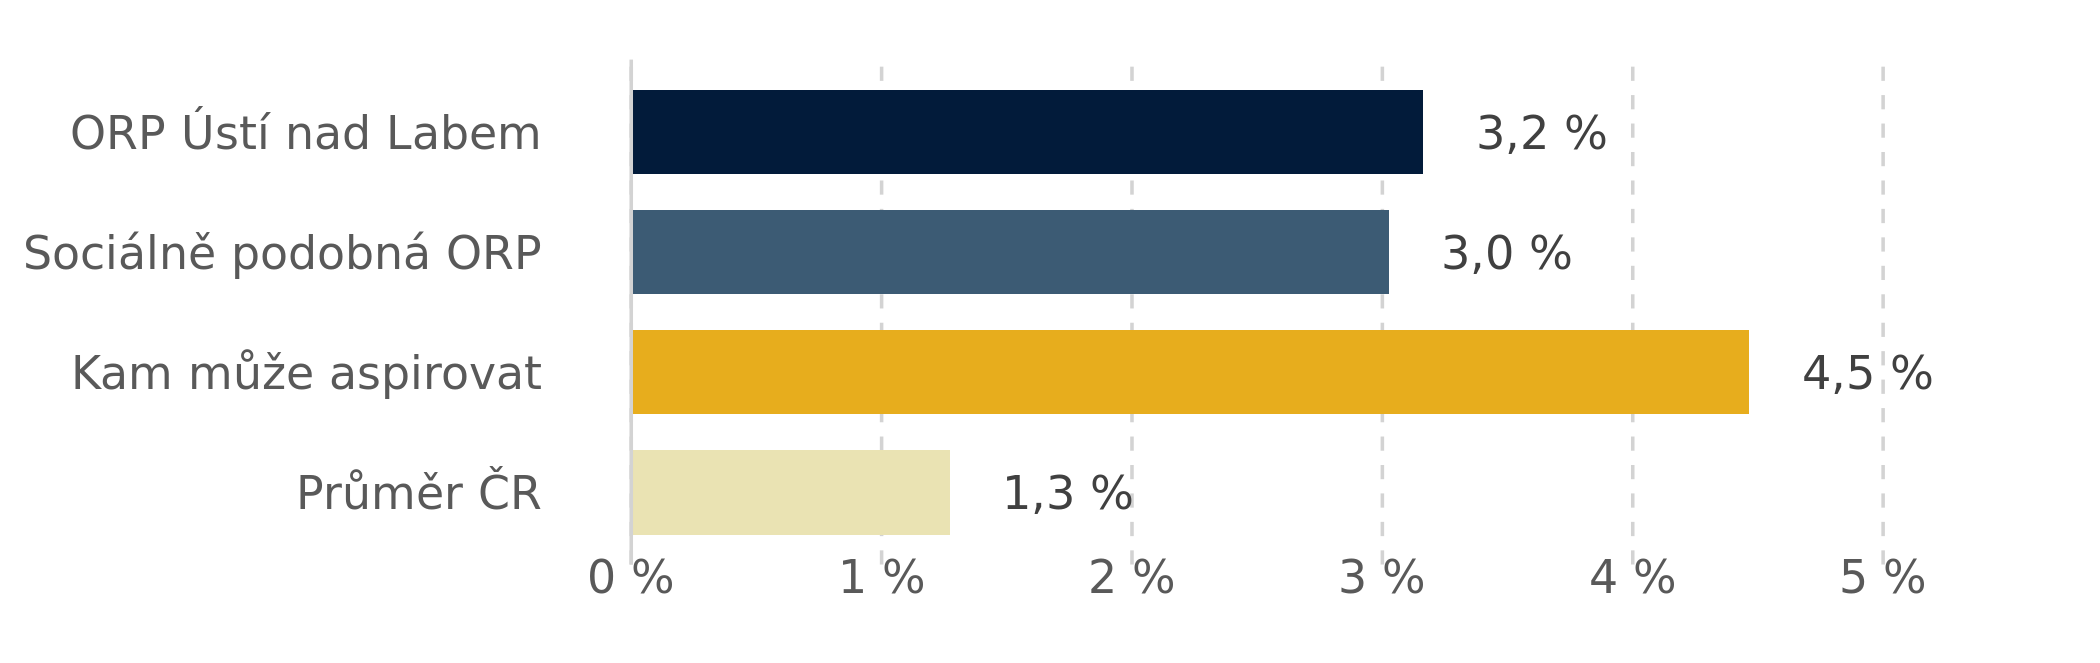 ORP Ústí nad Labem 3,2 %
Sociálně podobná ORP 3,0 %
Kam může aspirovat 4,5 %
Průměr ČR 1,3 %
0 % 1 % 2 % 3 % 4 % 5 %